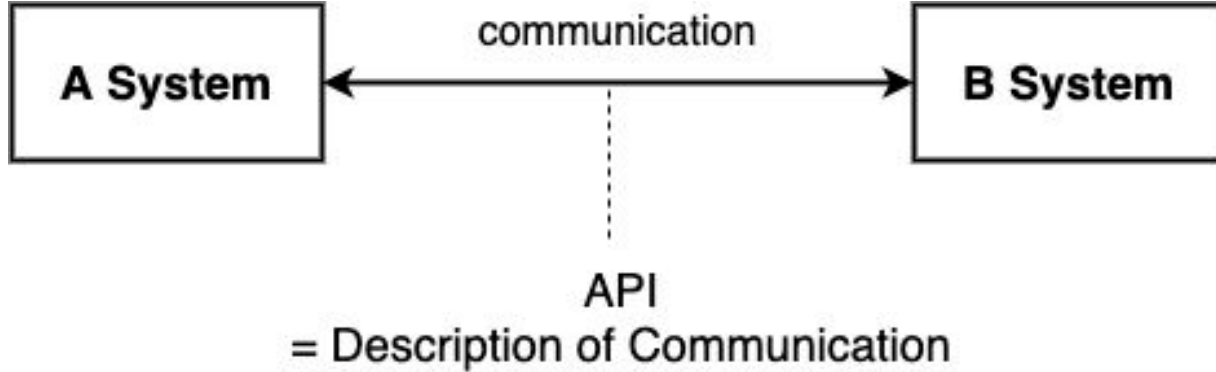 communication
A System
B System
API
= Description of Communication